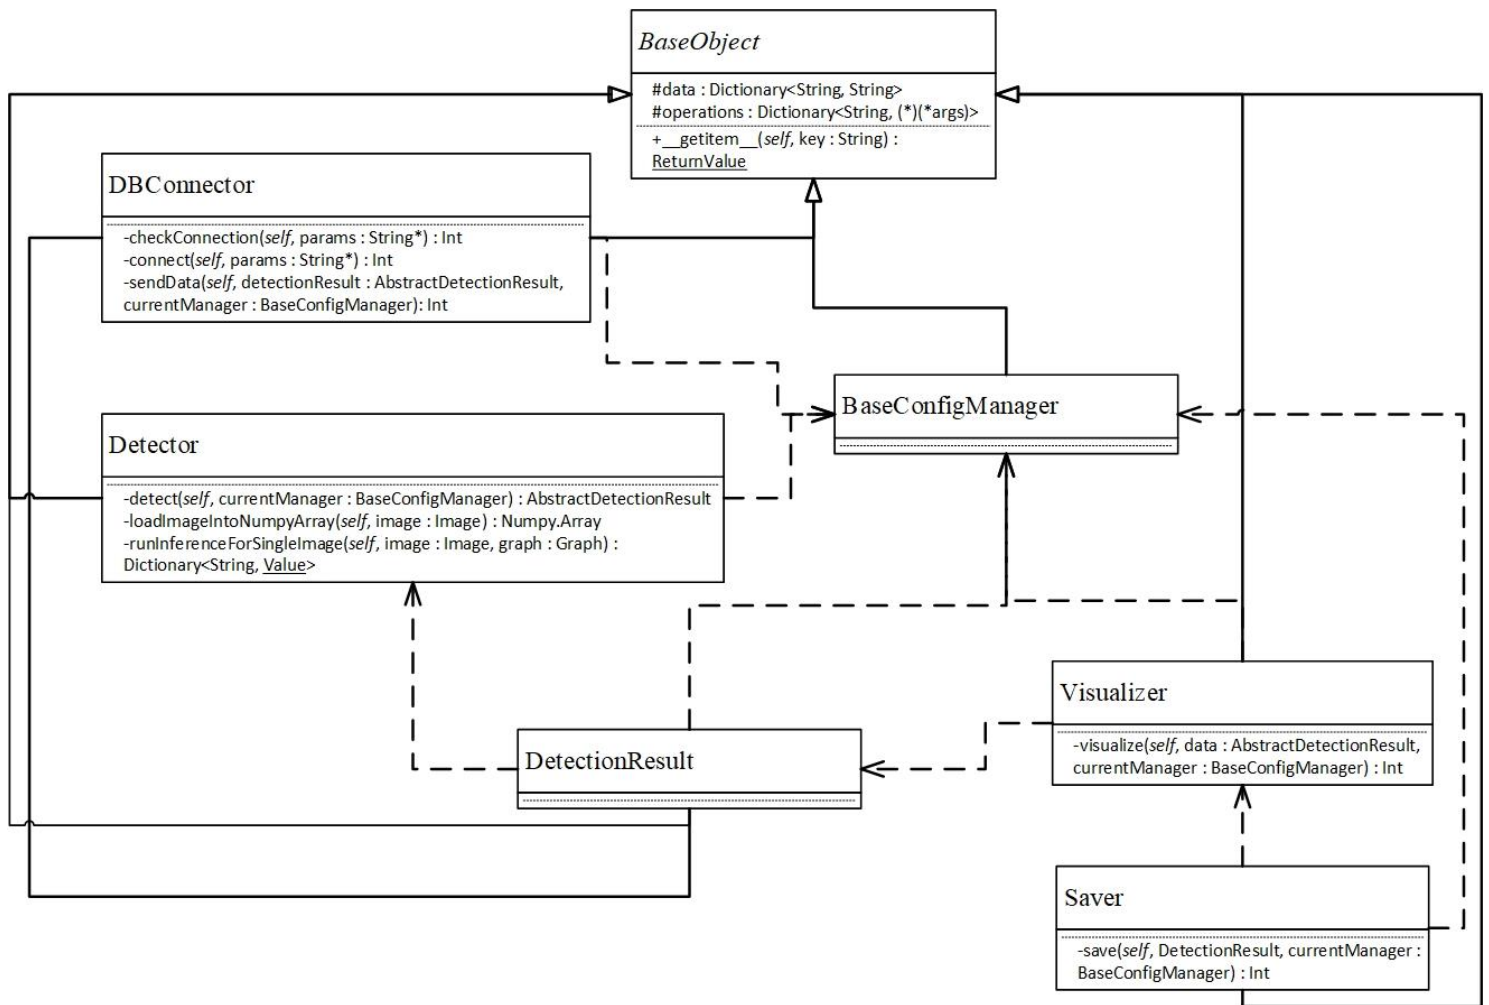 BaseObject
#data : Dictionary<String, String>
#operations : Dictionary<String, (*)(*args)>
+__getitem__(self, key : String) :
ReturnValue
DBConnector
-checkConnection(self, params : String*) : Int
-connect(self, params : String*) : Int
-sendData(self, detectionResult : AbstractDetectionResult,
currentManager : BaseConfigManager): Int
BaseConfigManager
Detector
-detect(self, currentManager : BaseConfigManager) : AbstractDetectionResult
-loadImageIntoNumpyArray(self, image : Image) : Numpy.Array
-runInferenceForSingleImage(self, image : Image, graph : Graph) :
Dictionary<String, Value>
Visualizer
-visualize(self, data : AbstractDetectionResult,
currentManager : BaseConfigManager) : Int
DetectionResult
Saver
-save(self, DetectionResult, currentManager :
BaseConfigManager) : Int